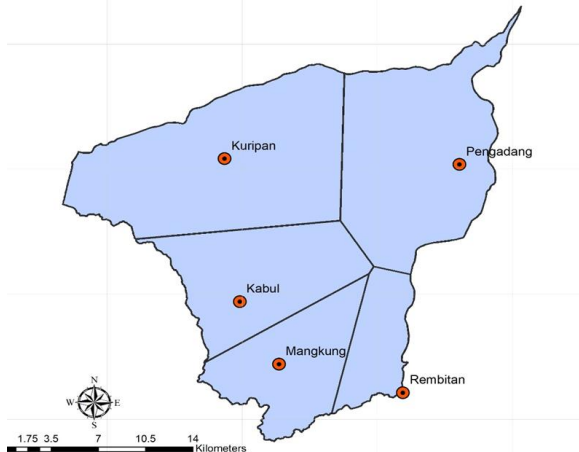 Kuripan
Pengadang
Kabul
Mangkung
Rembitan
N
W E
S
1.75 3.5 7 10.5 14
Kilometers